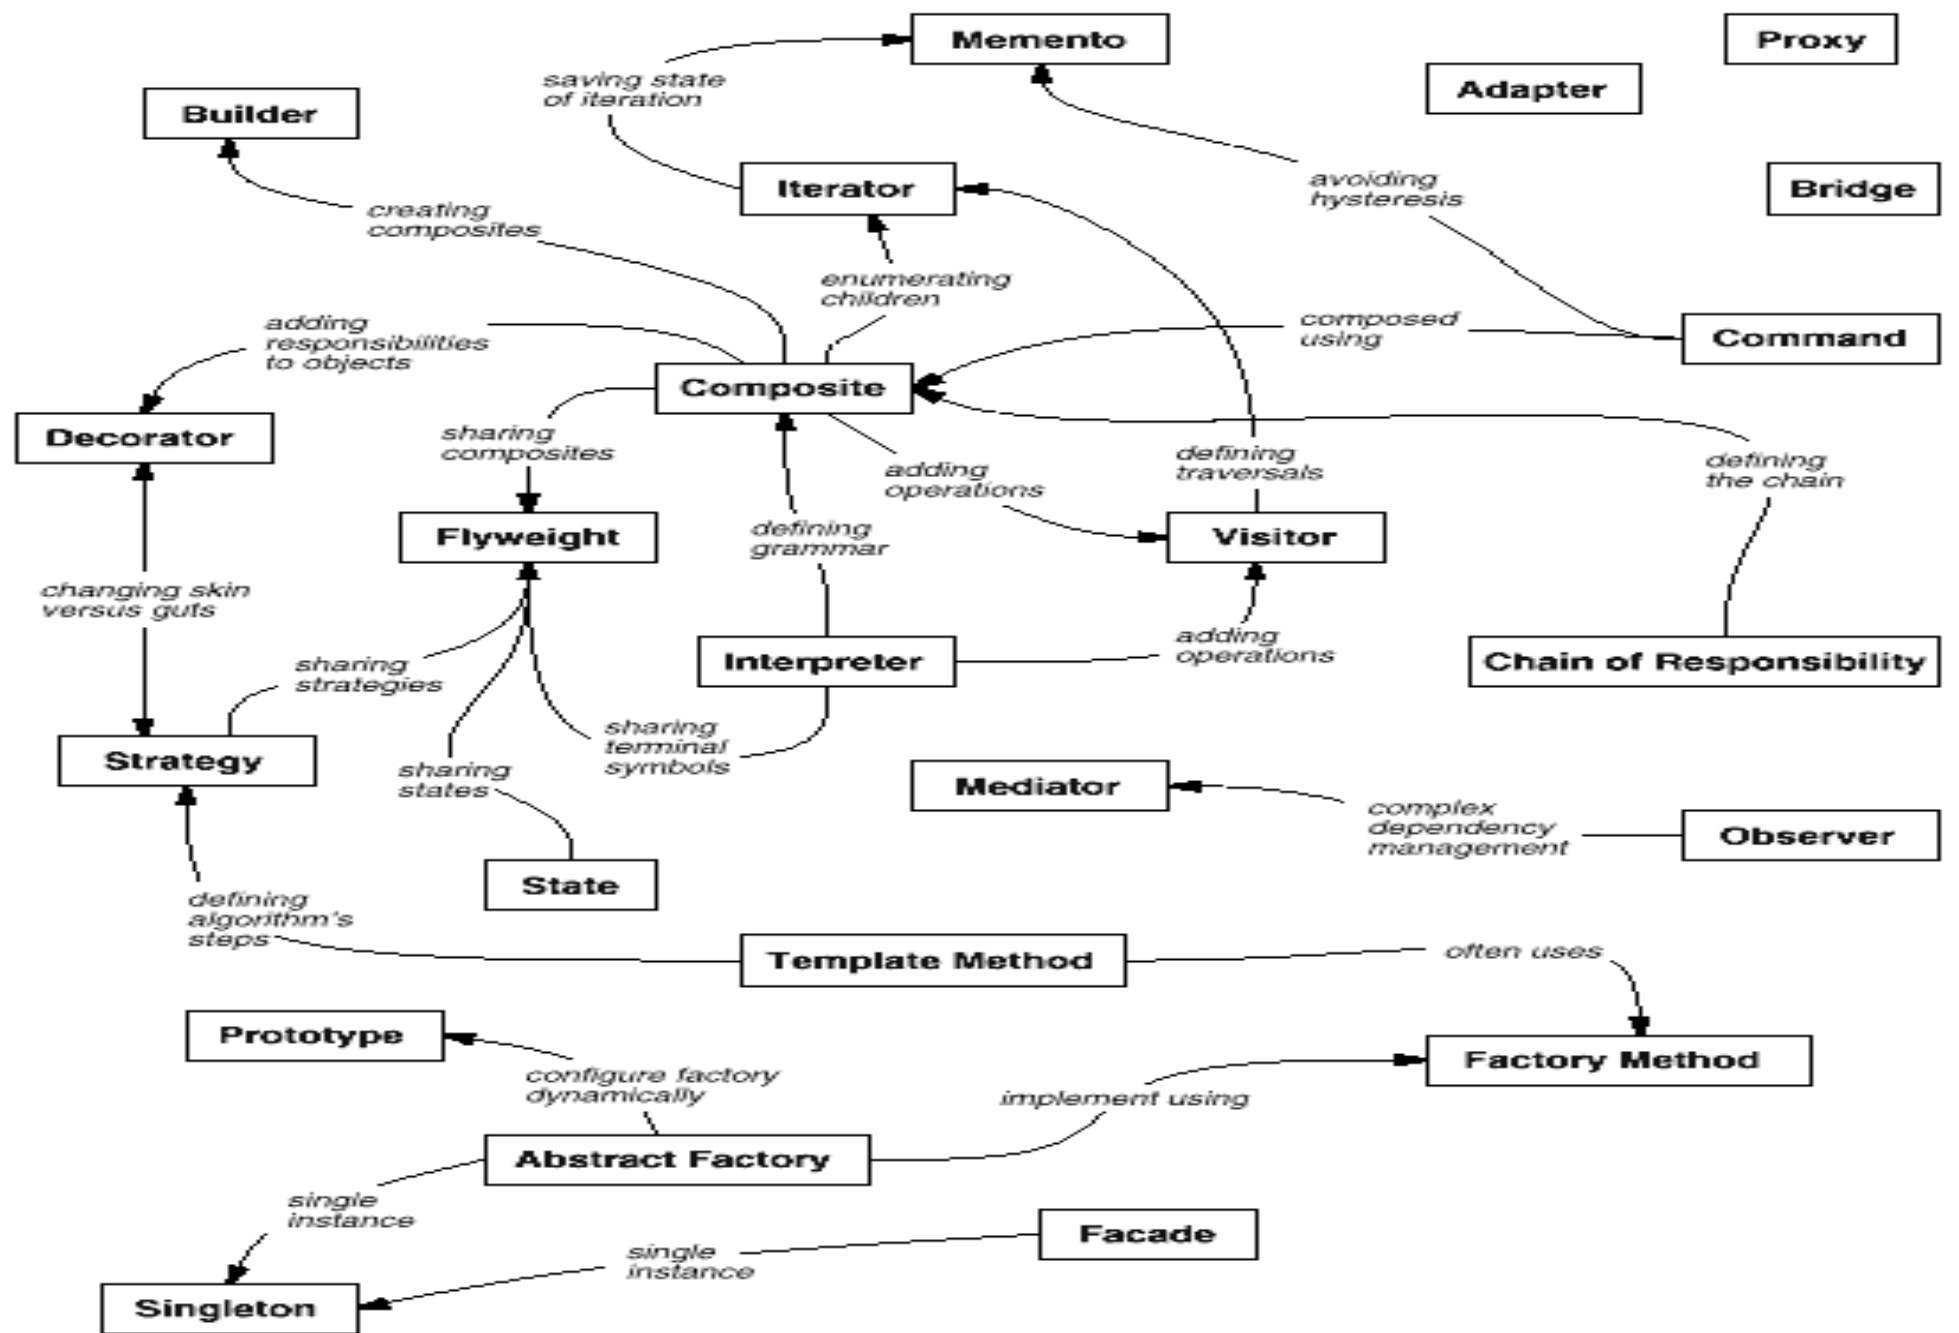 Memento
Proxy
Adapter
saving state
of iteration
Builder
Iterator
avoiding
hysteresis
Bridge
creating
composites
enumerating
children
adding
responsibilities
to objects
composed
using
Command
Composite
Decorator
sharing
composites
adding
operations
defining
traversals
defining
the chain
Flyweight
defining
grammar
Visitor
changing skin
versus guts
sharing
strategies
Interpreter
adding
operations
Chain of Responsibility
Strategy
sharing
states
sharing
terminal
symbols
Mediator
complex
dependency
management
Observer
State
defining
algorithm's
steps
Template Method
often uses
Prototype
configure factory
dynamically
implement using
Factory Method
Abstract Factory
single
instance
Facade
single
instance
Singleton